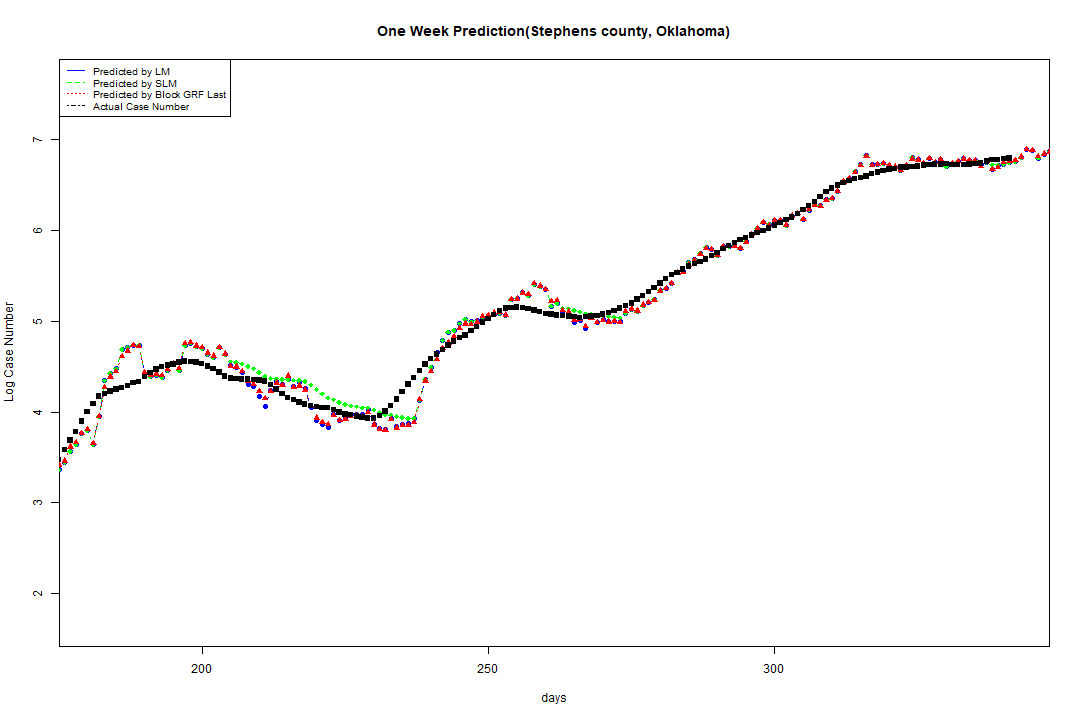 One Week Prediction(Stephens county, Oklahoma)
Predicted by LM
Predicted by SLM
Predicted by Block GRF Last
Actual Case Number
Log Case Number
7
6
5
4
3
2
200
250
300
days